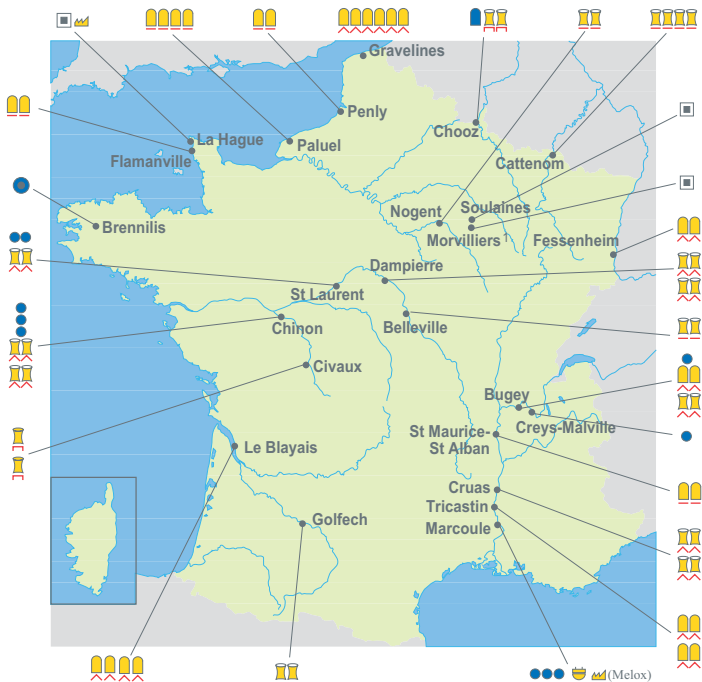 Gravelines
Penly
La Hague
Paluel
Chooz
Flamanville
Cattenom
Nogent
Soulaines
Brennilis
Morvilliers 1
Fessenheim
Dampierre
St Laurent
Chinon
Belleville
Civaux
Bugey
Creys-Malville
St Maurice-
St Alban
Le Blayais
Cruas
Tricastin
Golfech
Marcoule
(Melox)